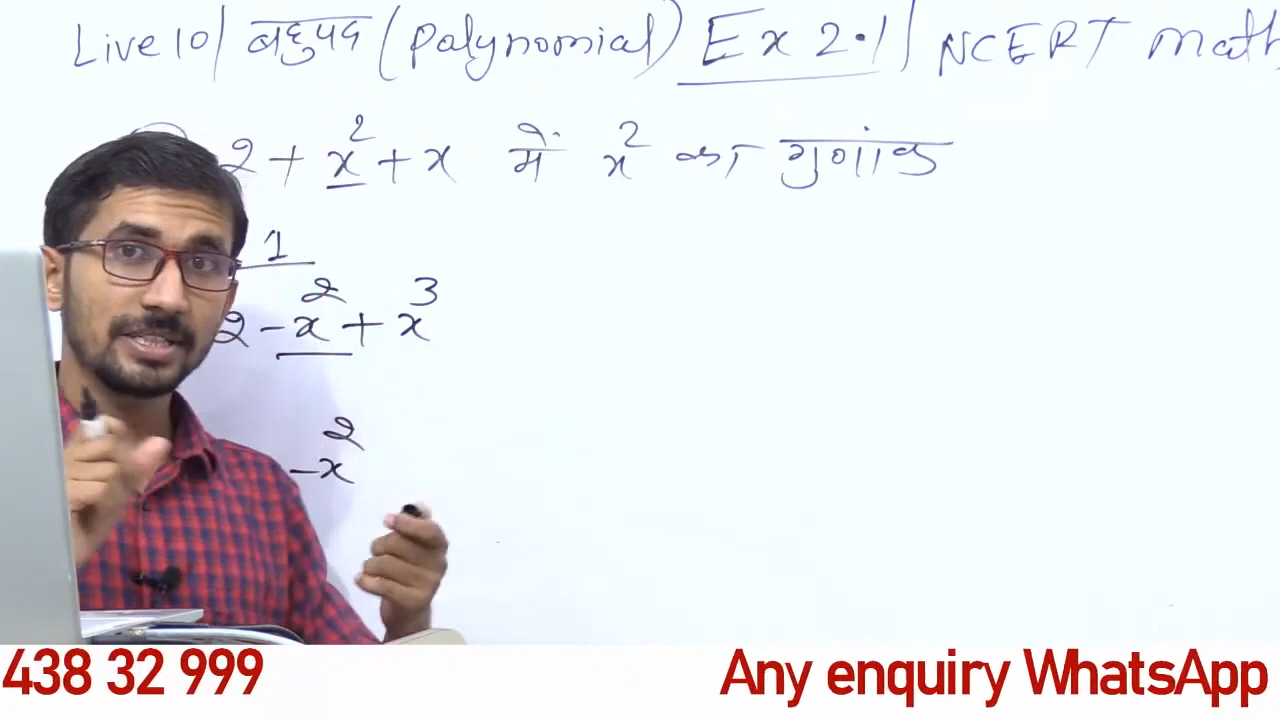 Live 10 | बहुपद (Polynomial) Ex 2.1 | NCERT Math
2 + x² + x में x² का गुणांक
1
2 - x² + x³
-x²
438 32 999 Any enquiry WhatsApp